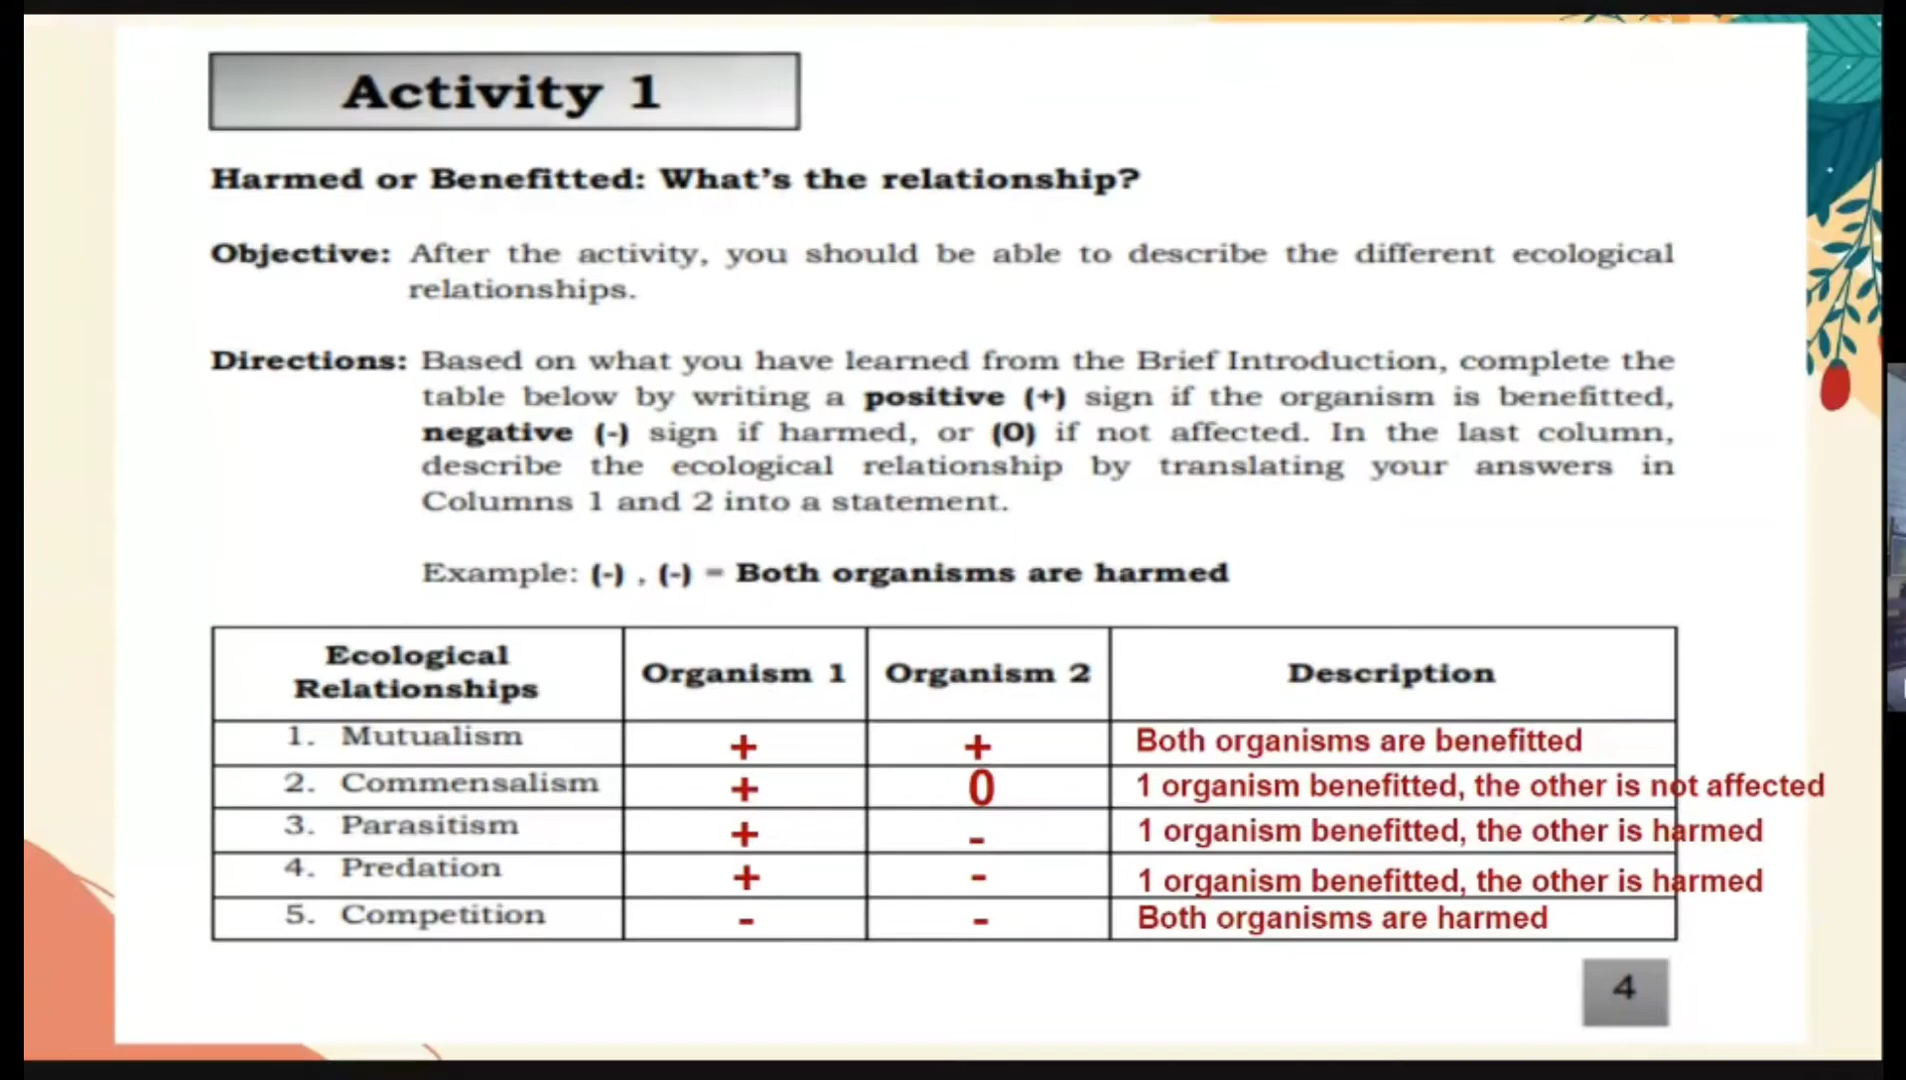 Activity 1
Harmed or Benefitted: What's the relationship?
Objective: After the activity, you should be able to describe the different ecological
relationships.
Directions: Based on what you have learned from the Brief Introduction, complete the
table below by writing a positive (+) sign if the organism is benefitted,
negative (-) sign if harmed, or (0) if not affected. In the last column,
describe the ecological relationship by translating your answers in
Columns 1 and 2 into a statement.
Example: (-) , (-) = Both organisms are harmed
Ecological
Relationships Organism 1 Organism 2 Description
1. Mutualism + + Both organisms are benefitted
2. Commensalism + 0 1 organism benefitted, the other is not affected
3. Parasitism + - 1 organism benefitted, the other is harmed
4. Predation + - 1 organism benefitted, the other is harmed
5. Competition - - Both organisms are harmed
4